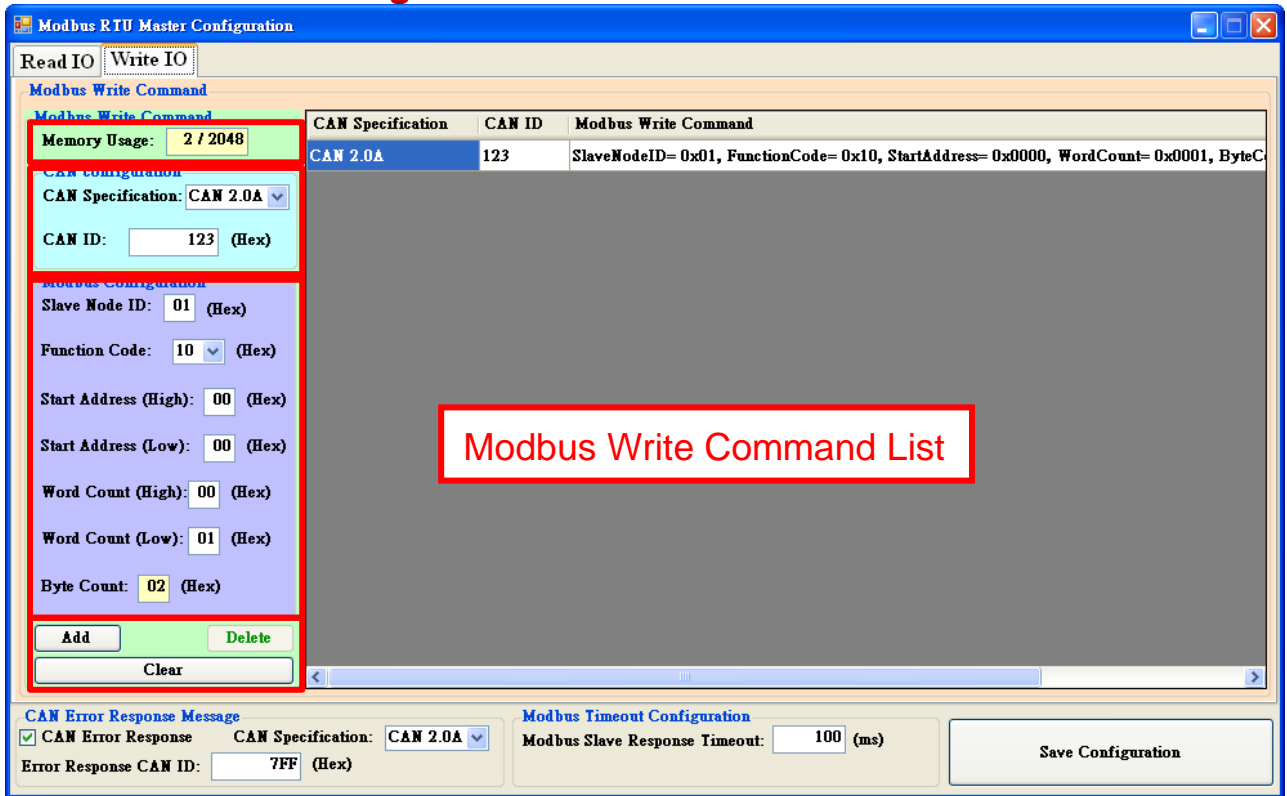 Modbus RTU Master Configuration
Read IO Write IO
Modbus Write Command
Modbus Write Command
Memory Usage: 2 / 2048
CAN configuration
CAN Specification: CAN 2.0A
CAN ID: 123 (Hex)
Modbus Configuration
Slave Node ID: 01 (Hex)
Function Code: 10 (Hex)
Start Address (High): 00 (Hex)
Start Address (Low): 00 (Hex)
Word Count (High): 00 (Hex)
Word Count (Low): 01 (Hex)
Byte Count: 02 (Hex)
Add Delete
Clear
CAN Specification CAN ID Modbus Write Command
CAN 2.0A 123 SlaveNodeID= 0x01, FunctionCode= 0x10, StartAddress= 0x0000, WordCount= 0x0001, ByteC
Modbus Write Command List
CAN Error Response Message
CAN Error Response CAN Specification: CAN 2.0A
Error Response CAN ID: 7FF (Hex)
Modbus Timeout Configuration
Modbus Slave Response Timeout: 100 (ms)
Save Configuration